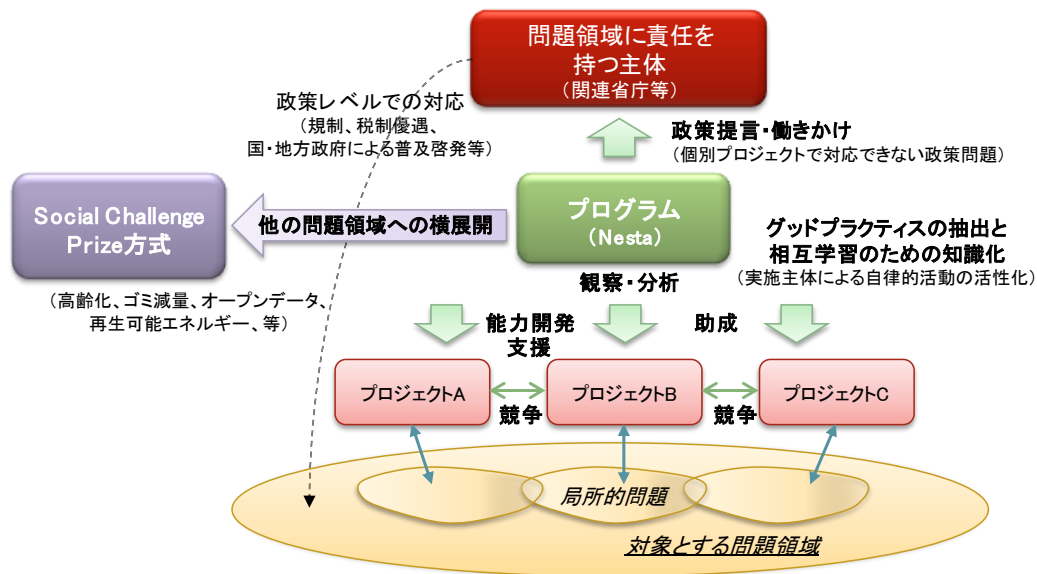 問題領域に責任を
持つ主体
（関連省庁等）
政策レベルでの対応
（規制、税制優遇、
国・地方政府による普及啓発等）
政策提言・働きかけ
（個別プロジェクトで対応できない政策問題）
Social Challenge
Prize方式
他の問題領域への横展開
プログラム
（Nesta）
グッドプラクティスの抽出と
相互学習のための知識化
（実施主体による自律的活動の活性化）
観察・分析
（高齢化、ゴミ減量、オープンデータ、
再生可能エネルギー、等）
能力開発
支援
助成
プロジェクトA
競争
プロジェクトB
競争
プロジェクトC
局所的問題
対象とする問題領域